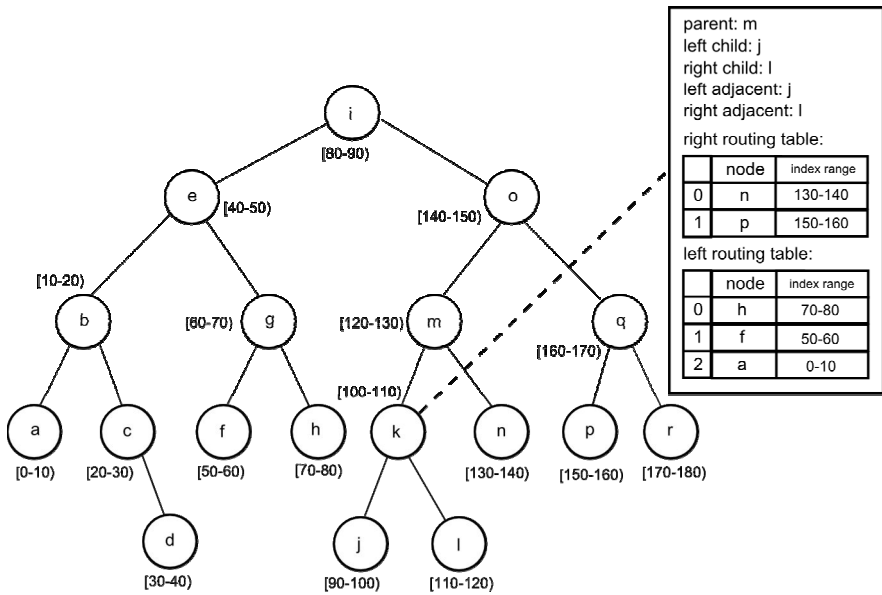 parent: m
left child: j
right child: l
left adjacent: j
right adjacent: l
right routing table:
node index range
0 n 130-140
1 p 150-160
left routing table:
node index range
0 h 70-80
1 f 50-60
2 a 0-10
i
[80-90)
e
[40-50)
o
[140-150)
[10-20)
b
[60-70)
g
[120-130)
m
q
[160-170)
[100-110)
a
c
f
h
k
n
p
r
[0-10)
[20-30)
[50-60)
[70-80)
[130-140)
[150-160)
[170-180)
d
j
l
[30-40)
[90-100)
[110-120)